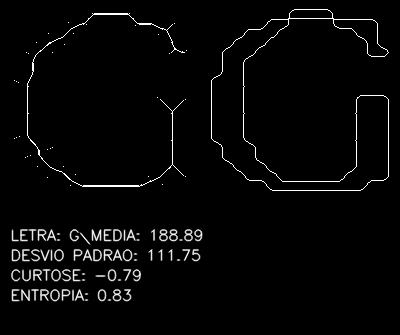 LETRA: G\MEDIA: 188.89
DESVIO PADRAO: 111.75
CURTOSE: -0.79
ENTROPIA: 0.83